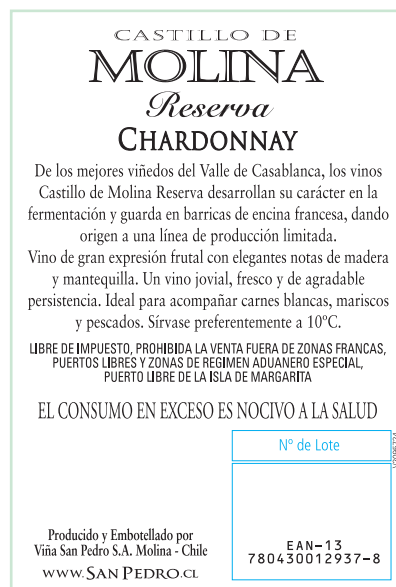 CASTILLO DE
MOLINA
Reserva
CHARDONNAY
De los mejores viñedos del Valle de Casablanca, los vinos
Castillo de Molina Reserva desarrollan su carácter en la
fermentación y guarda en barricas de encina francesa, dando
origen a una línea de producción limitada.
Vino de gran expresión frutal con elegantes notas de madera
y mantequilla. Un vino jovial, fresco y de agradable
persistencia. Ideal para acompañar carnes blancas, mariscos
y pescados. Sírvase preferentemente a 10ºC.
LIBRE DE IMPUESTO, PROHIBIDA LA VENTA FUERA DE ZONAS FRANCAS,
PUERTOS LIBRES Y ZONAS DE REGIMEN ADUANERO ESPECIAL,
PUERTO LIBRE DE LA ISLA DE MARGARITA
EL CONSUMO EN EXCESO ES NOCIVO A LA SALUD
Nº de Lote
EAN-13
780430012937-8
Producido y Embotellado por
Viña San Pedro S.A. Molina - Chile
www.SAN PEDRO.CL